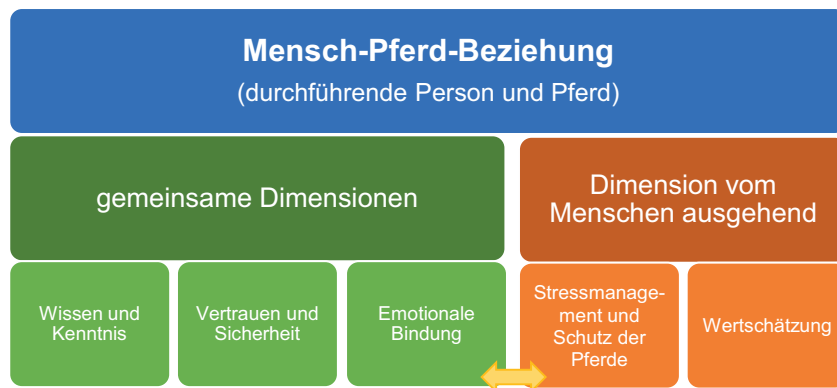 Mensch-Pferd-Beziehung
(durchführende Person und Pferd)
gemeinsame Dimensionen
Dimension vom
Menschen ausgehend
Wissen und
Kenntnis
Vertrauen und
Sicherheit
Emotionale
Bindung
Stressmanage-
ment und
Schutz der
Pferde
Wertschätzung